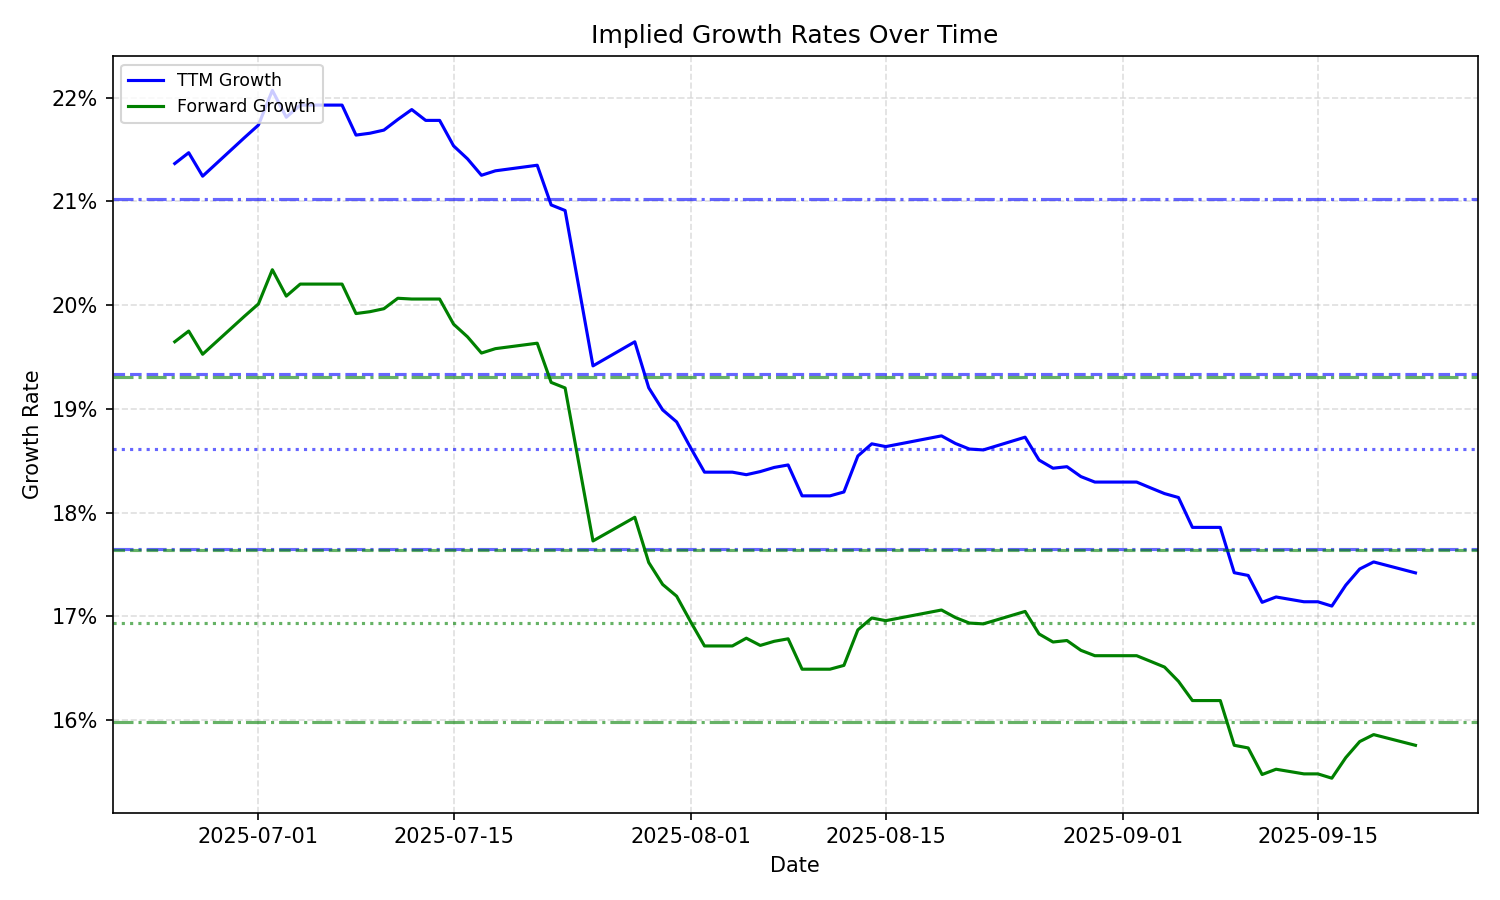 Implied Growth Rates Over Time
TTM Growth
Forward Growth
22%
21%
20%
19%
18%
17%
16%
Growth Rate
2025-07-01
2025-07-15
2025-08-01
2025-08-15
2025-09-01
2025-09-15
Date